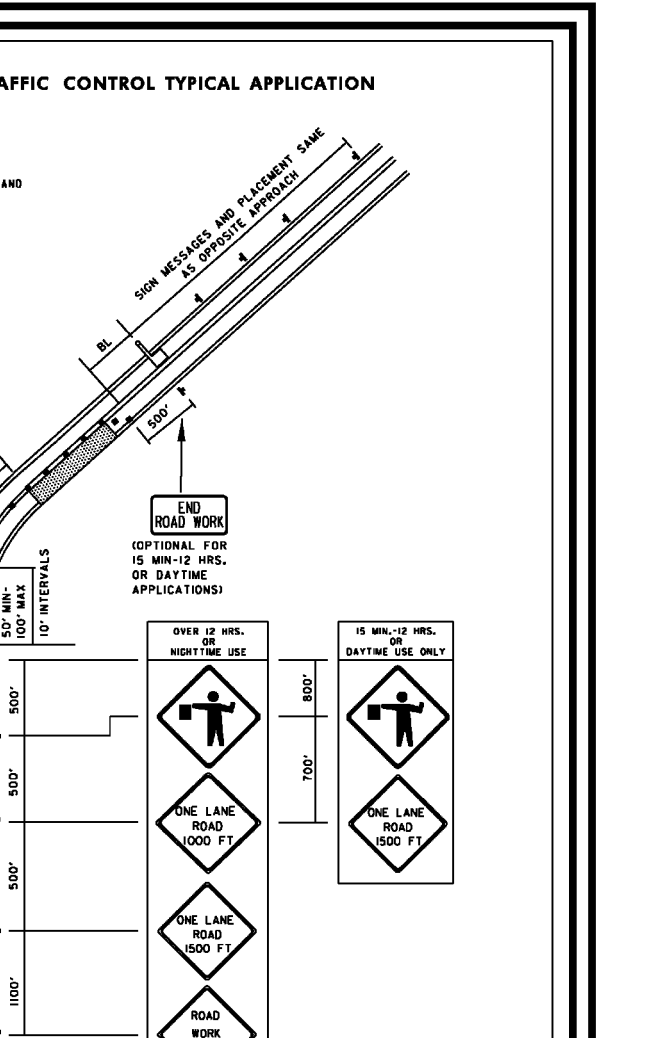 AFFIC CONTROL TYPICAL APPLICATION
AND
SIGN MESSAGES AND PLACEMENT SAME
AS OPPOSITE APPROACH
BL
500'
END
ROAD WORK
(OPTIONAL FOR
15 MIN-12 HRS.
OR DAYTIME
APPLICATIONS)
50' MIN-
100' MAX
10' INTERVALS
OVER 12 HRS.
OR
NIGHTTIME USE
15 MIN.-12 HRS.
OR
DAYTIME USE ONLY
500'
800'
500'
700'
ONE LANE
ROAD
1000 FT
ONE LANE
ROAD
1500 FT
500'
ONE LANE
ROAD
1500 FT
1100'
ROAD
WORK